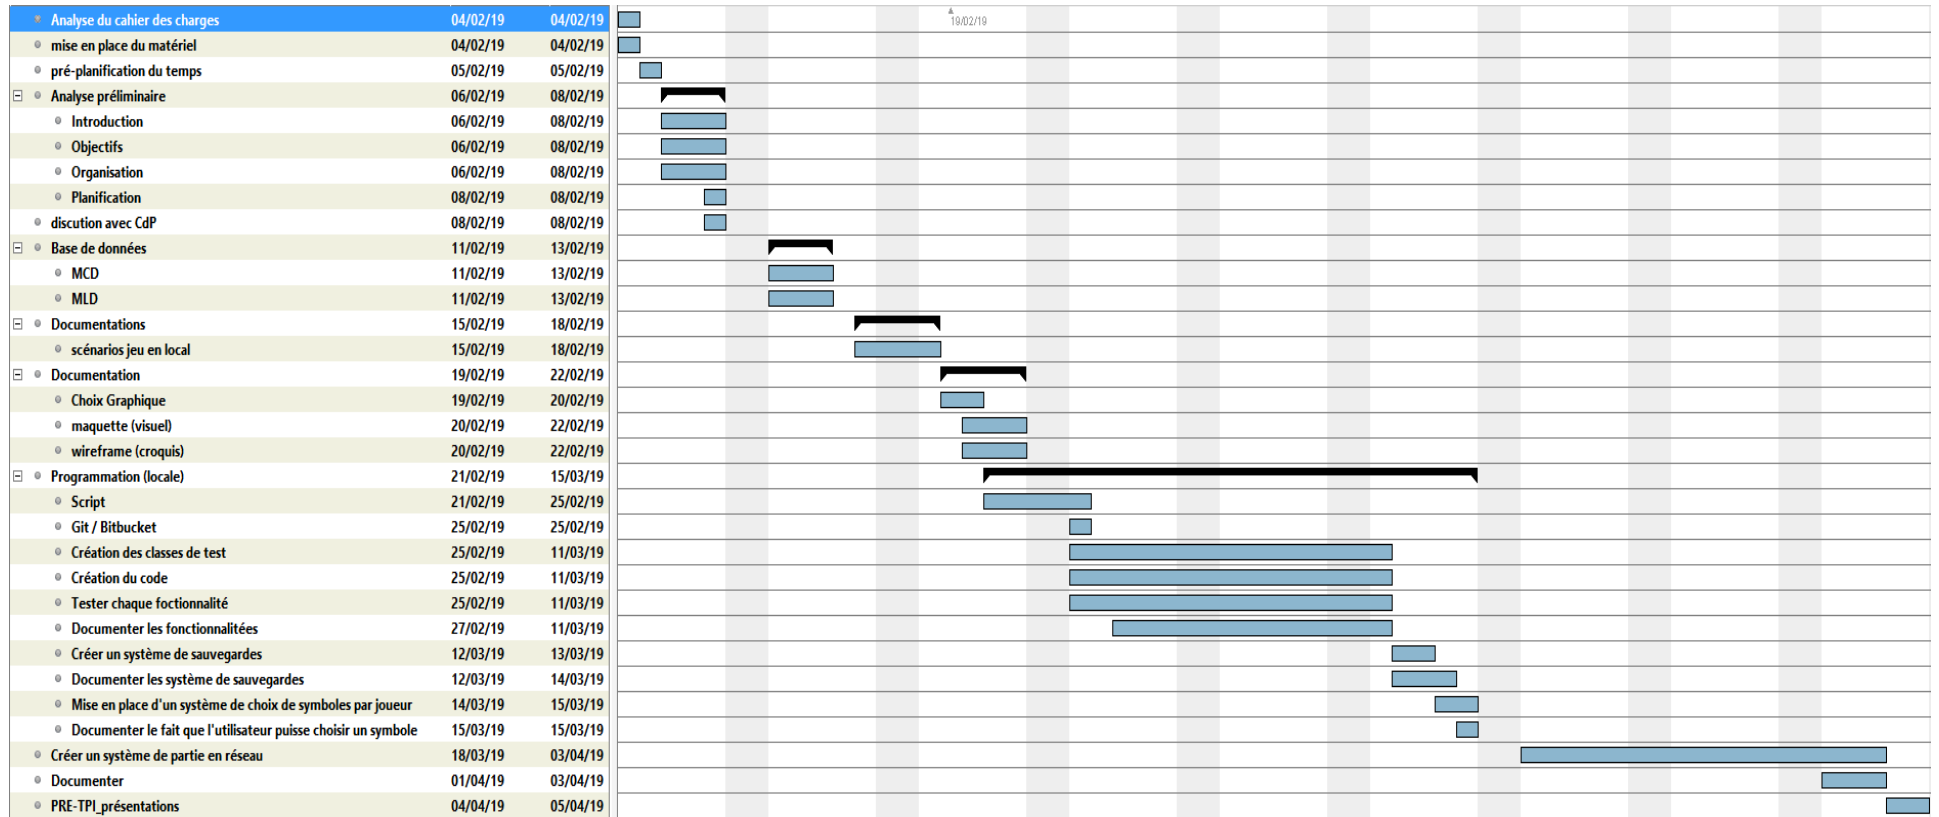 Analyse du cahier des charges 04/02/19 04/02/19 19/02/19
mise en place du matériel 04/02/19 04/02/19
pré-planification du temps 05/02/19 05/02/19
Analyse préliminaire 06/02/19 08/02/19
Introduction 06/02/19 08/02/19
Objectifs 06/02/19 08/02/19
Organisation 06/02/19 08/02/19
Planification 08/02/19 08/02/19
discution avec CdP 08/02/19 08/02/19
Base de données 11/02/19 13/02/19
MCD 11/02/19 13/02/19
MLD 11/02/19 13/02/19
Documentations 15/02/19 18/02/19
scénarios jeu en local 15/02/19 18/02/19
Documentation 19/02/19 22/02/19
Choix Graphique 19/02/19 20/02/19
maquette (visuel) 20/02/19 22/02/19
wireframe (croquis) 20/02/19 22/02/19
Programmation (locale) 21/02/19 15/03/19
Script 21/02/19 25/02/19
Git / Bitbucket 25/02/19 25/02/19
Création des classes de test 25/02/19 11/03/19
Création du code 25/02/19 11/03/19
Tester chaque foctionnalité 25/02/19 11/03/19
Documenter les fonctionnalitées 27/02/19 11/03/19
Créer un système de sauvegardes 12/03/19 13/03/19
Documenter les système de sauvegardes 12/03/19 14/03/19
Mise en place d'un système de choix de symboles par joueur 14/03/19 15/03/19
Documenter le fait que l'utilisateur puisse choisir un symbole 15/03/19 15/03/19
Créer un système de partie en réseau 18/03/19 03/04/19
Documenter 01/04/19 03/04/19
PRE-TPI_présentations 04/04/19 05/04/19